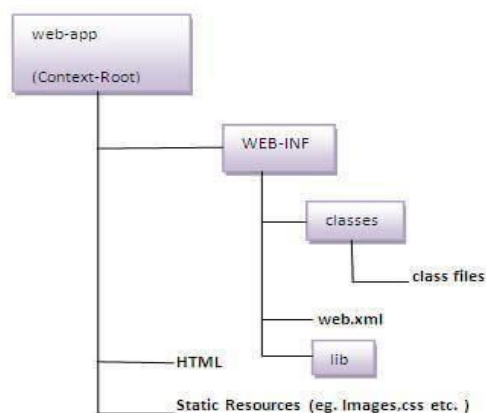 web-app
(Context-Root)
WEB-INF
classes
class files
web.xml
lib
HTML
Static Resources (eg. Images.css etc. )